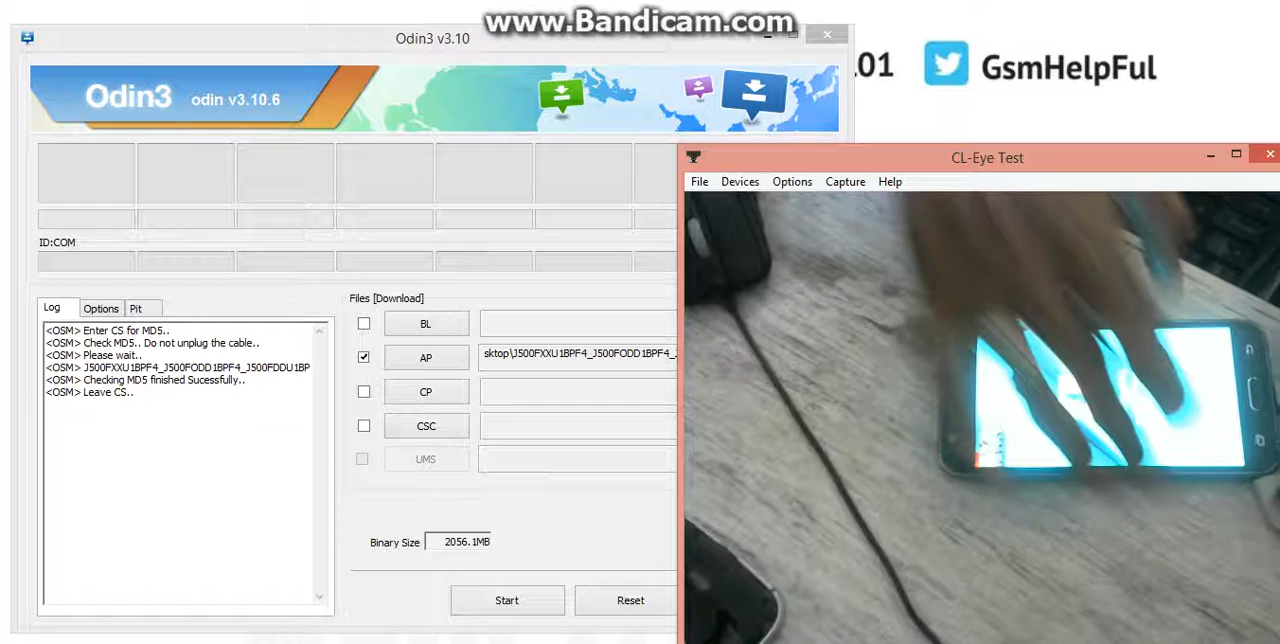 www.Bandicam.com
Odin3 v3.10
.01 GsmHelpFul
Odin3 odin v3.10.6
CL-Eye Test
File Devices Options Capture Help
ID:COM
Log Options Pit
<OSM> Enter CS for MD5..
<OSM> Check MD5.. Do not unplug the cable..
<OSM> Please wait..
<OSM> J500FXXU1BPF4_J500FODD1BPF4_J500FDDU1BP
<OSM> Checking MD5 finished Sucessfully..
<OSM> Leave CS..
Files [Download]
BL
AP sktop\J500FXXU1BPF4_J500FODD1BPF4_J
CP
CSC
UMS
Binary Size 2056.1MB
Start Reset